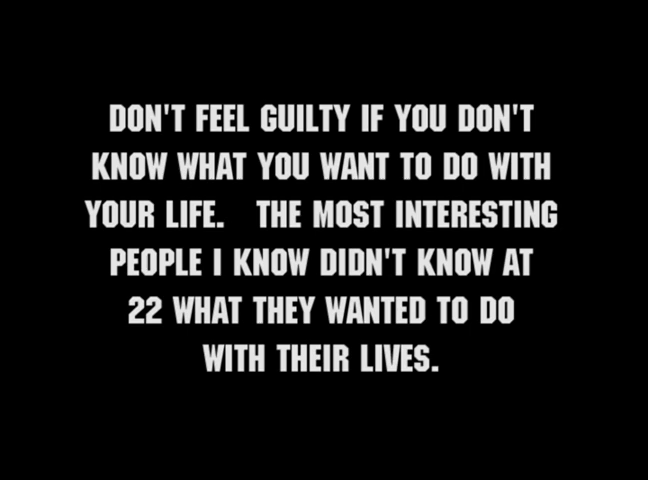 DON'T FEEL GUILTY IF YOU DON'T
KNOW WHAT YOU WANT TO DO WITH
YOUR LIFE. THE MOST INTERESTING
PEOPLE I KNOW DIDN'T KNOW AT
22 WHAT THEY WANTED TO DO
WITH THEIR LIVES.